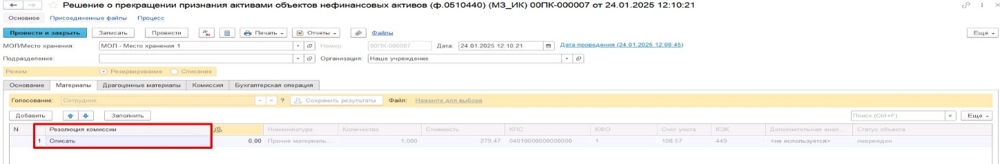 Решение о прекращении признания активами объектов нефинансовых активов (ф.0510440) (МЗ_ИК) 00ПК-000007 от 24.01.2025 12:10:21
Основное Присоединенные файлы Процесс
Провести и закрыть Записать Провести Печать Отчеты Файлы Еще
МОЛ/Место хранения: МОЛ - Место хранения 1 Номер: 00ПК-000007 Дата: 24.01.2025 12:10:21 Дата проведения (24.01.2025 12:08:45)
Подразделение: Организация: Наше учреждение
Режим: Резервирование Списание
Основание Материалы Драгоценные материалы Комиссия Бухгалтерская операция
Голосование: Сотрудник ? Сохранить результаты Файл: Нажмите для выбора
Добавить Заполнить Поиск (Ctrl+F) × Еще
N Резолюция комиссии Номенклатура Количество Стоимость КПС КФО Счет учета КЭК Дополнительная анал... Статус объекта
1 Списать 0,00 Прочие материаль... 1,000 279,47 04010000000000000 1 108.57 449 <не используется> поврежден